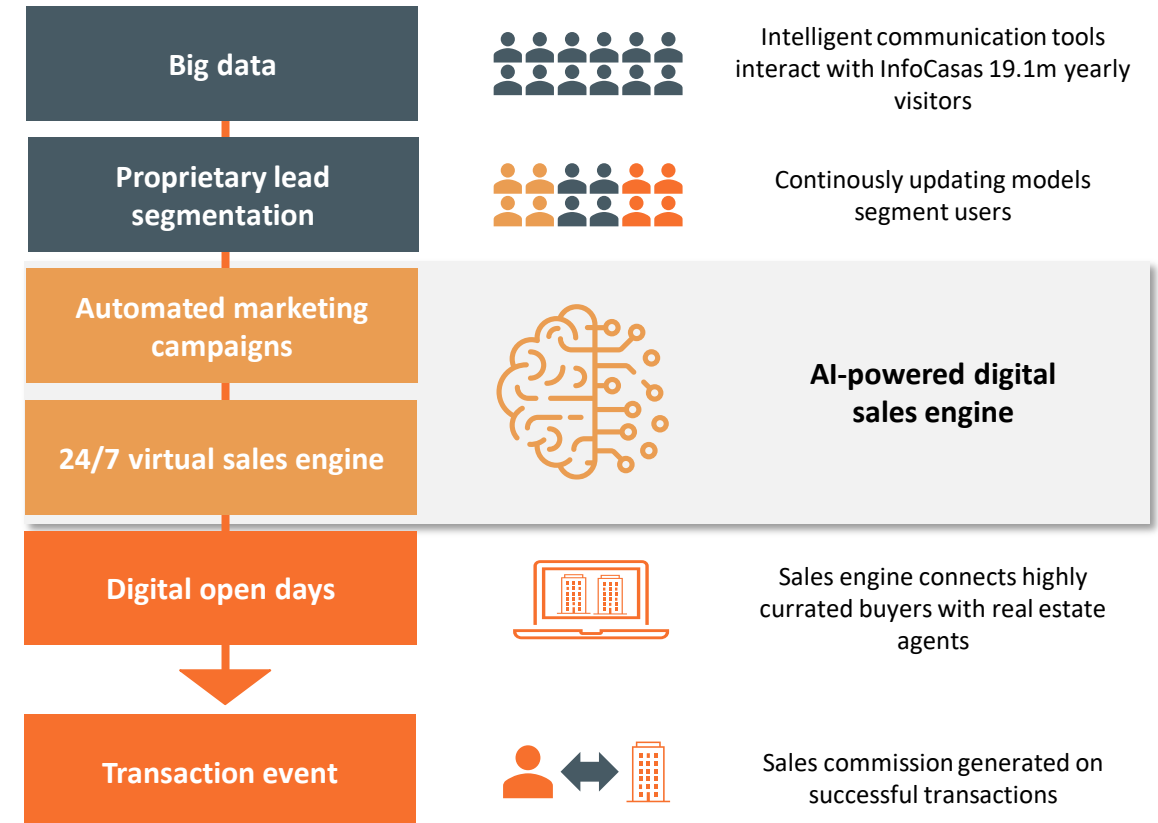 Big data
Intelligent communication tools
interact with InfoCasas 19.1m yearly
visitors
Proprietary lead
segmentation
Continously updating models
segment users
Automated marketing
campaigns
24/7 virtual sales engine
AI-powered digital
sales engine
Digital open days
Sales engine connects highly
currated buyers with real estate
agents
Transaction event
Sales commission generated on
successful transactions